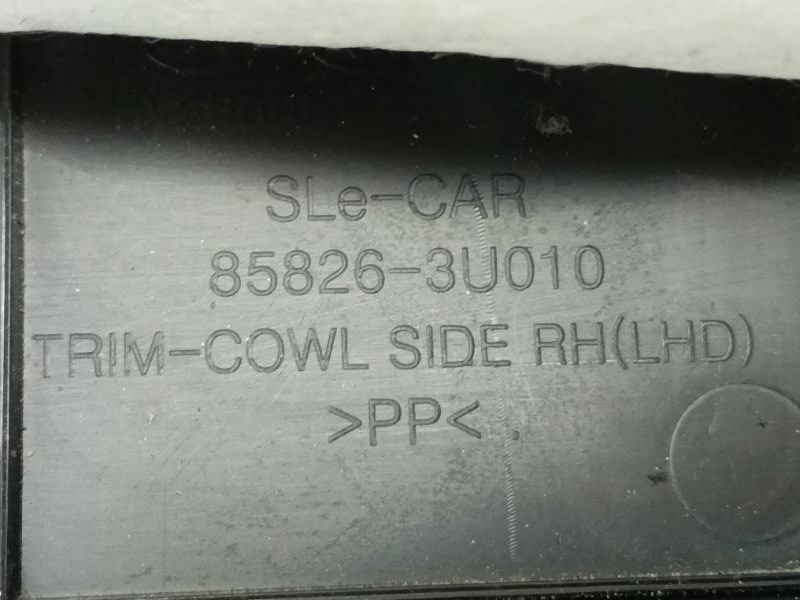 SLe-CAR
85826-3U010
TRIM-COWL SIDE RH(LHD)
>PP<